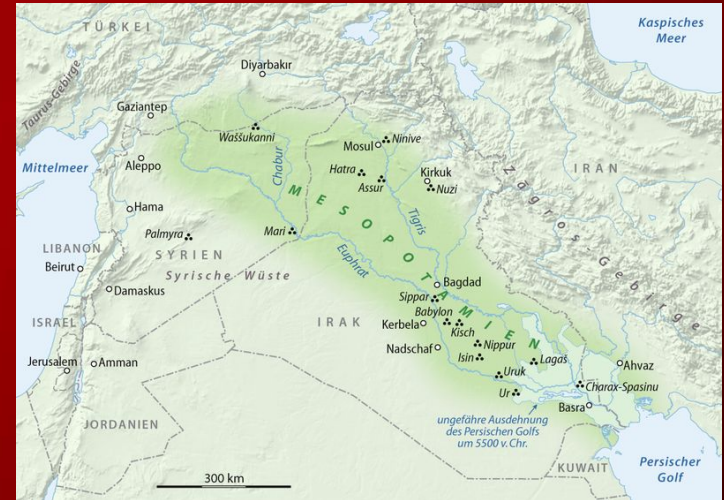 Kaspisches
Meer
TÜRKEI
Diyarbakır
Taurus-Gebirge
Gaziantep
Waššukanni
Mosul
Ninive
Mittelmeer
Aleppo
Chabur
Hatra
Assur
Kirkuk
Nuzi
IRAN
Zagros-Gebirge
Hama
MESOPOTAMIEN
Tigris
Palmyra
Mari
LIBANON
SYRIEN
Euphrat
Beirut
Syrische Wüste
Damaskus
Bagdad
Sippar
Babylon
ISRAEL
IRAK
Kerbela
Kisch
Nadschaf
Nippur
Isin
Lagaš
Jerusalem
Amman
Uruk
Ahvaz
Ur
Charax-Spasinu
Basra
JORDANIEN
ungefähre Ausdehnung
des Persischen Golfs
um 5500 v. Chr.
300 km
KUWAIT
Persischer
Golf